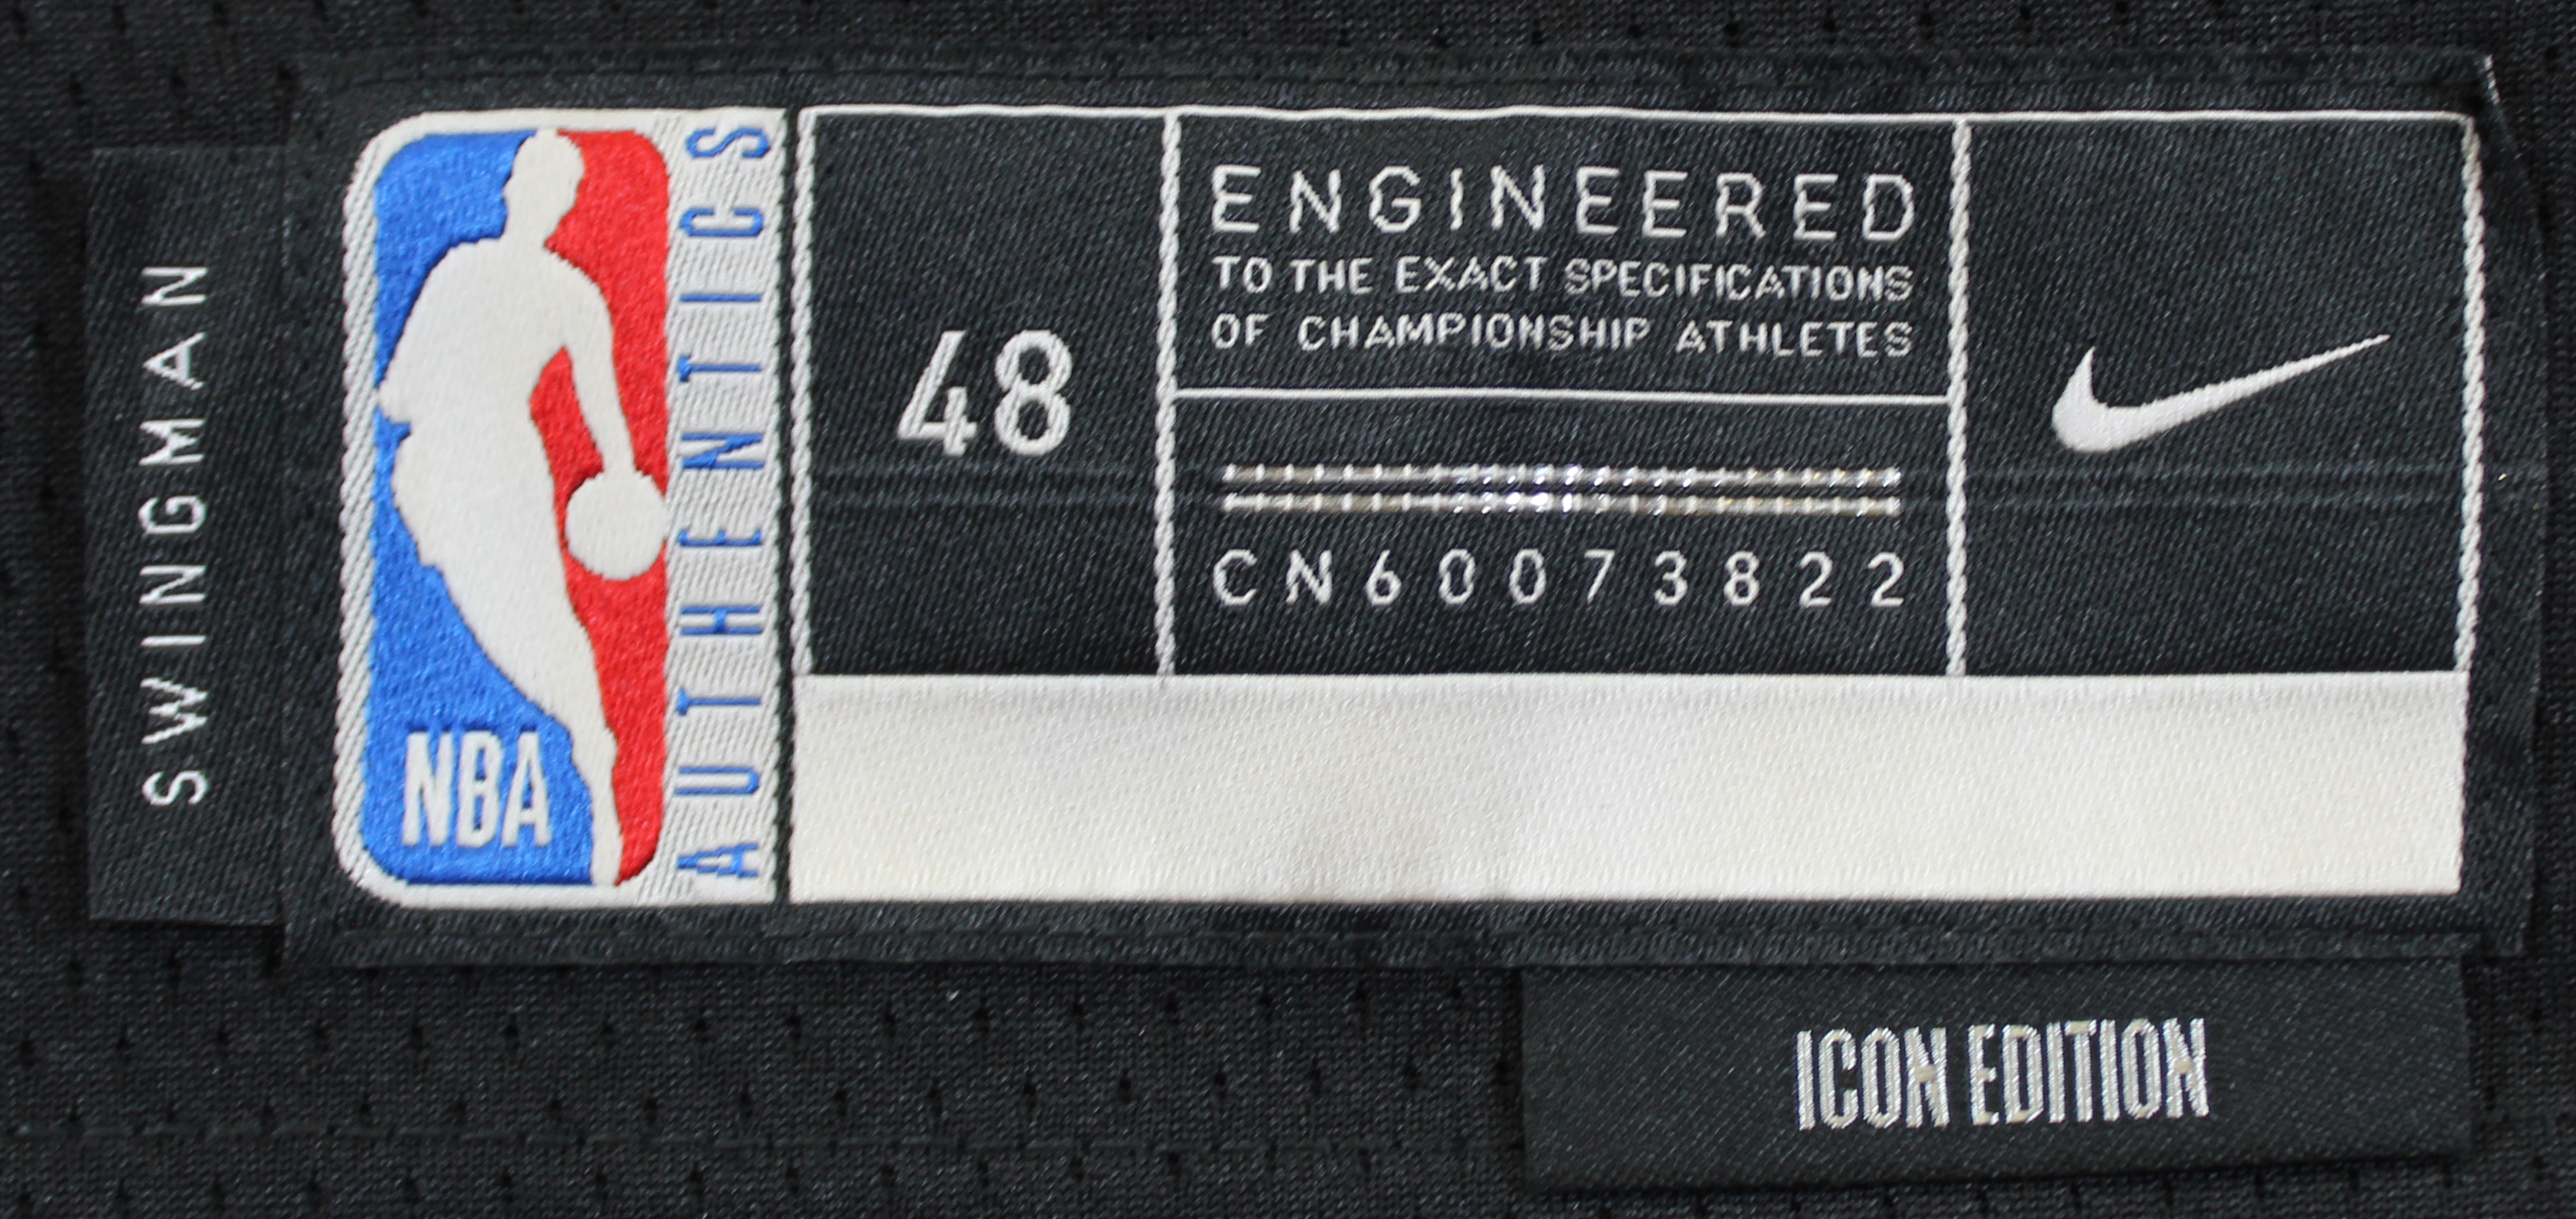 SWINGMAN
NBA
AUTHENTICS
48
ENGINEERED
TO THE EXACT SPECIFICATIONS
OF CHAMPIONSHIP ATHLETES
CN60073822
ICON EDITION